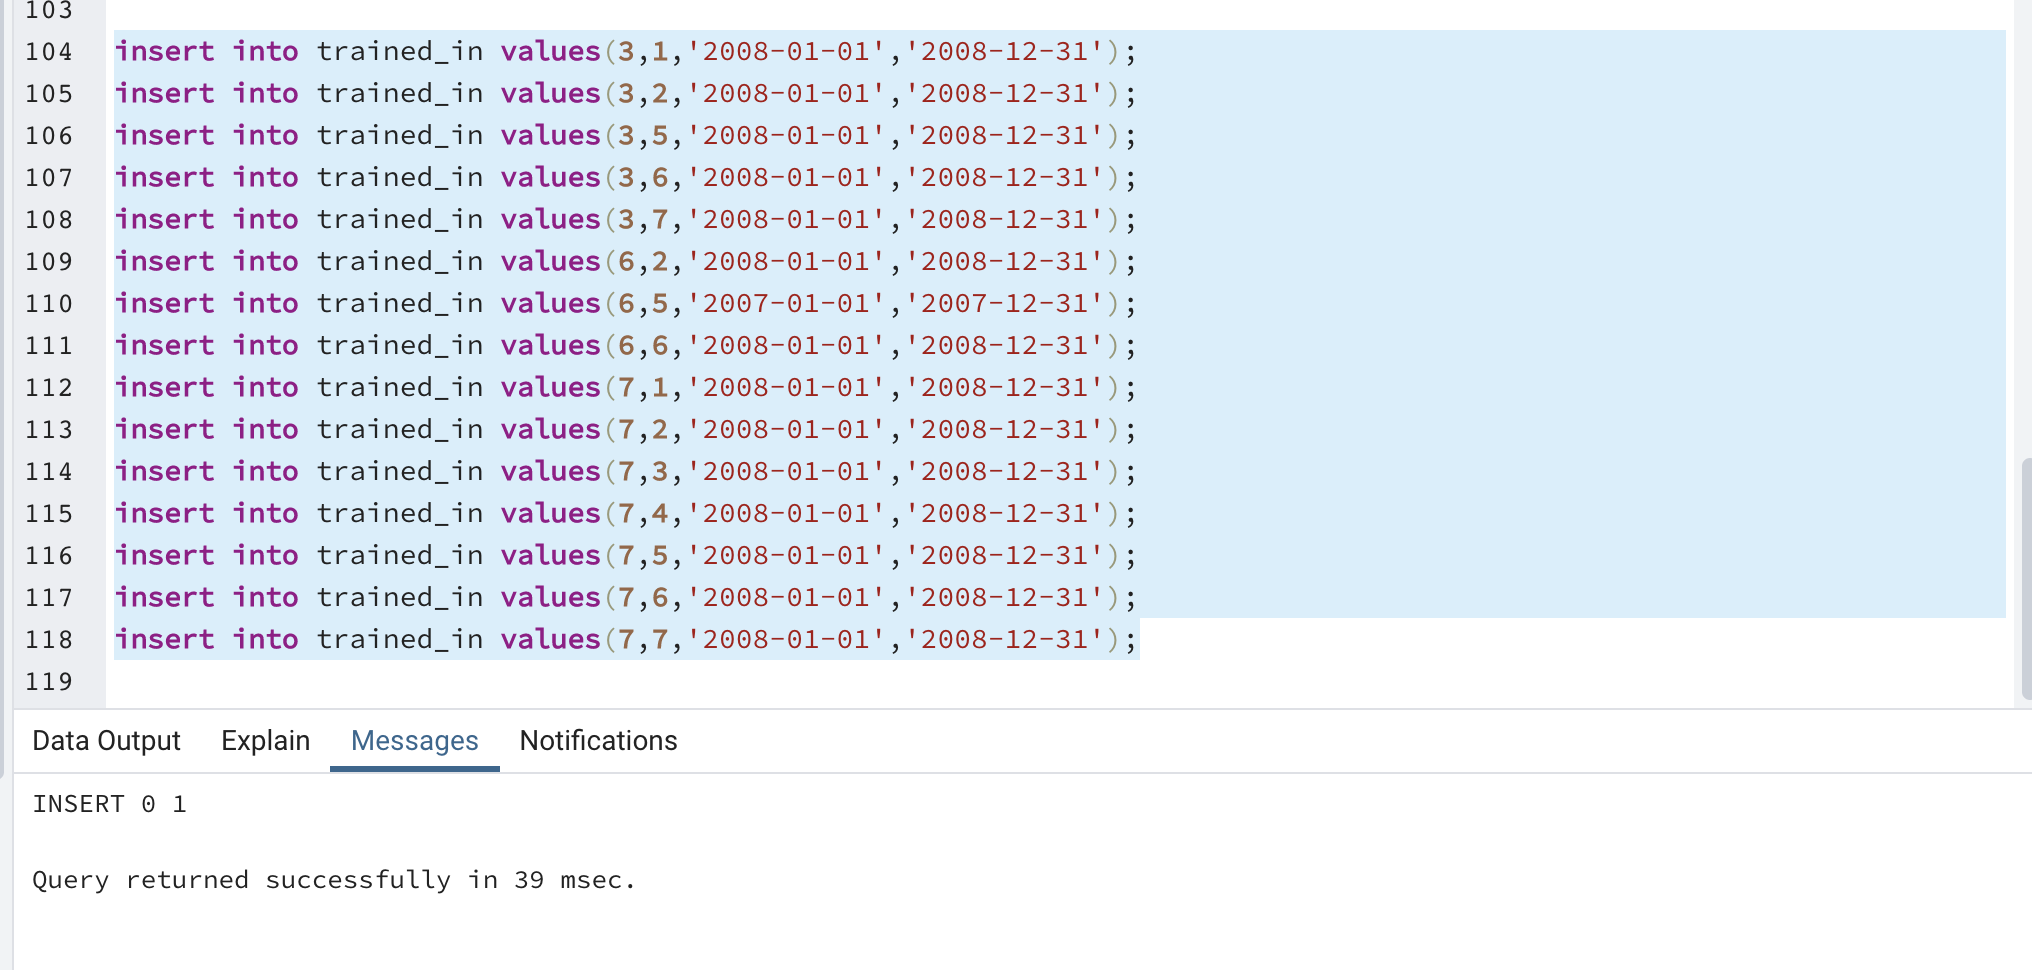 103
104 insert into trained_in values(3,1,'2008-01-01','2008-12-31');
105 insert into trained_in values(3,2,'2008-01-01','2008-12-31');
106 insert into trained_in values(3,5,'2008-01-01','2008-12-31');
107 insert into trained_in values(3,6,'2008-01-01','2008-12-31');
108 insert into trained_in values(3,7,'2008-01-01','2008-12-31');
109 insert into trained_in values(6,2,'2008-01-01','2008-12-31');
110 insert into trained_in values(6,5,'2007-01-01','2007-12-31');
111 insert into trained_in values(6,6,'2008-01-01','2008-12-31');
112 insert into trained_in values(7,1,'2008-01-01','2008-12-31');
113 insert into trained_in values(7,2,'2008-01-01','2008-12-31');
114 insert into trained_in values(7,3,'2008-01-01','2008-12-31');
115 insert into trained_in values(7,4,'2008-01-01','2008-12-31');
116 insert into trained_in values(7,5,'2008-01-01','2008-12-31');
117 insert into trained_in values(7,6,'2008-01-01','2008-12-31');
118 insert into trained_in values(7,7,'2008-01-01','2008-12-31');
119
Data Output Explain Messages Notifications
INSERT 0 1
Query returned successfully in 39 msec.